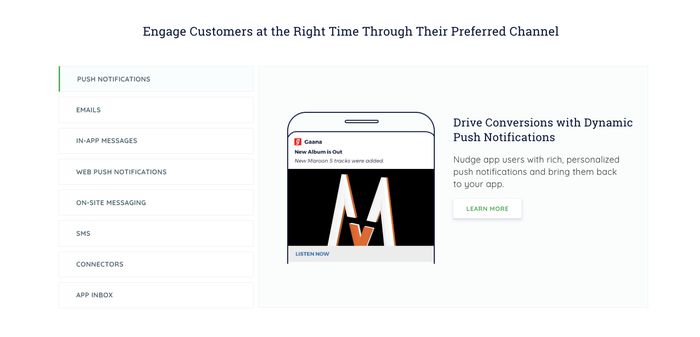 Engage Customers at the Right Time Through Their Preferred Channel
PUSH NOTIFICATIONS
EMAILS
IN-APP MESSAGES
WEB PUSH NOTIFICATIONS
ON-SITE MESSAGING
SMS
CONNECTORS
APP INBOX
Gaana
New Album is Out
New Maroon 5 tracks were added.
LISTEN NOW
Drive Conversions with Dynamic
Push Notifications
Nudge app users with rich, personalized
push notifications and bring them back
to your app.
LEARN MORE